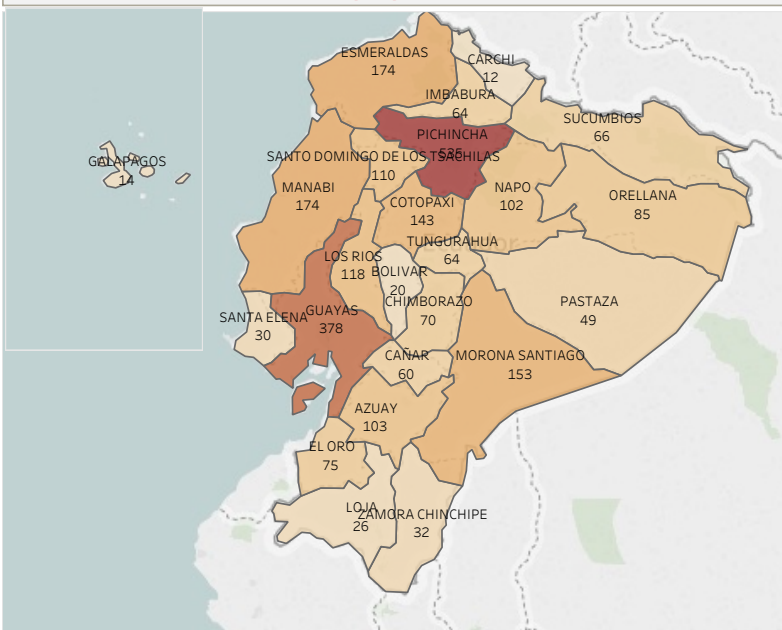 ESMERALDAS
174
CARCHI
12
IMBABURA
64
SUCUMBIOS
66
PICHINCHA
GALAPAGOS
14
SANTO DOMINGO DE LOS TSACHILAS
110
MANABI
174
NAPO
102
ORELLANA
85
COTOPAXI
143
TUNGURAHUA
64
LOS RIOS
118
BOLIVAR
20
CHIMBORAZO
70
PASTAZA
49
SANTA ELENA
30
GUAYAS
378
CAÑAR
60
MORONA SANTIAGO
153
AZUAY
103
EL ORO
75
LOJA
26
ZAMORA CHINCHIPE
32